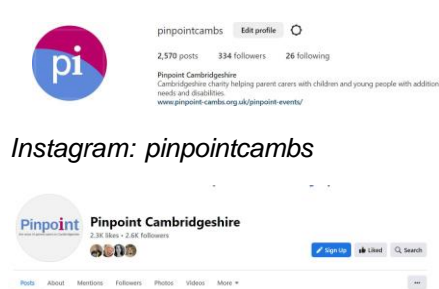 pi
pinpointcambs Edit profile
2,570 posts 334 followers 26 following
Pinpoint Cambridgeshire
Cambridgeshire charity helping parent carers with children and young people with addition
needs and disabilities.
www.pinpoint-cambs.org.uk/pinpoint-events/
Instagram: pinpointcambs
Pinpoint
Pinpoint Cambridgeshire
2.3K likes • 2.6K followers
Sign Up Liked Search
Posts About Mentions Followers Photos Videos More